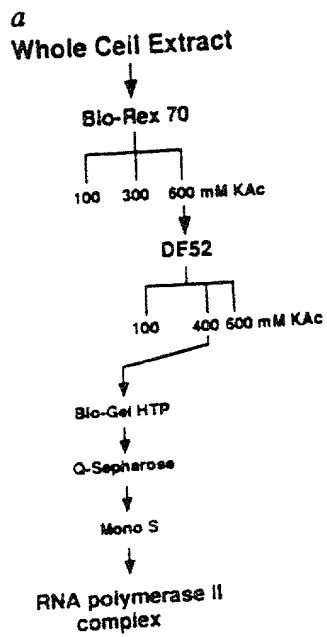 a
Whole Cell Extract
Bio-Rex 70
100 300 600 mM KAc
DE52
100 400 600 mM KAc
Bio-Gel HTP
Q-Sepharose
Mono S
RNA polymerase II
complex